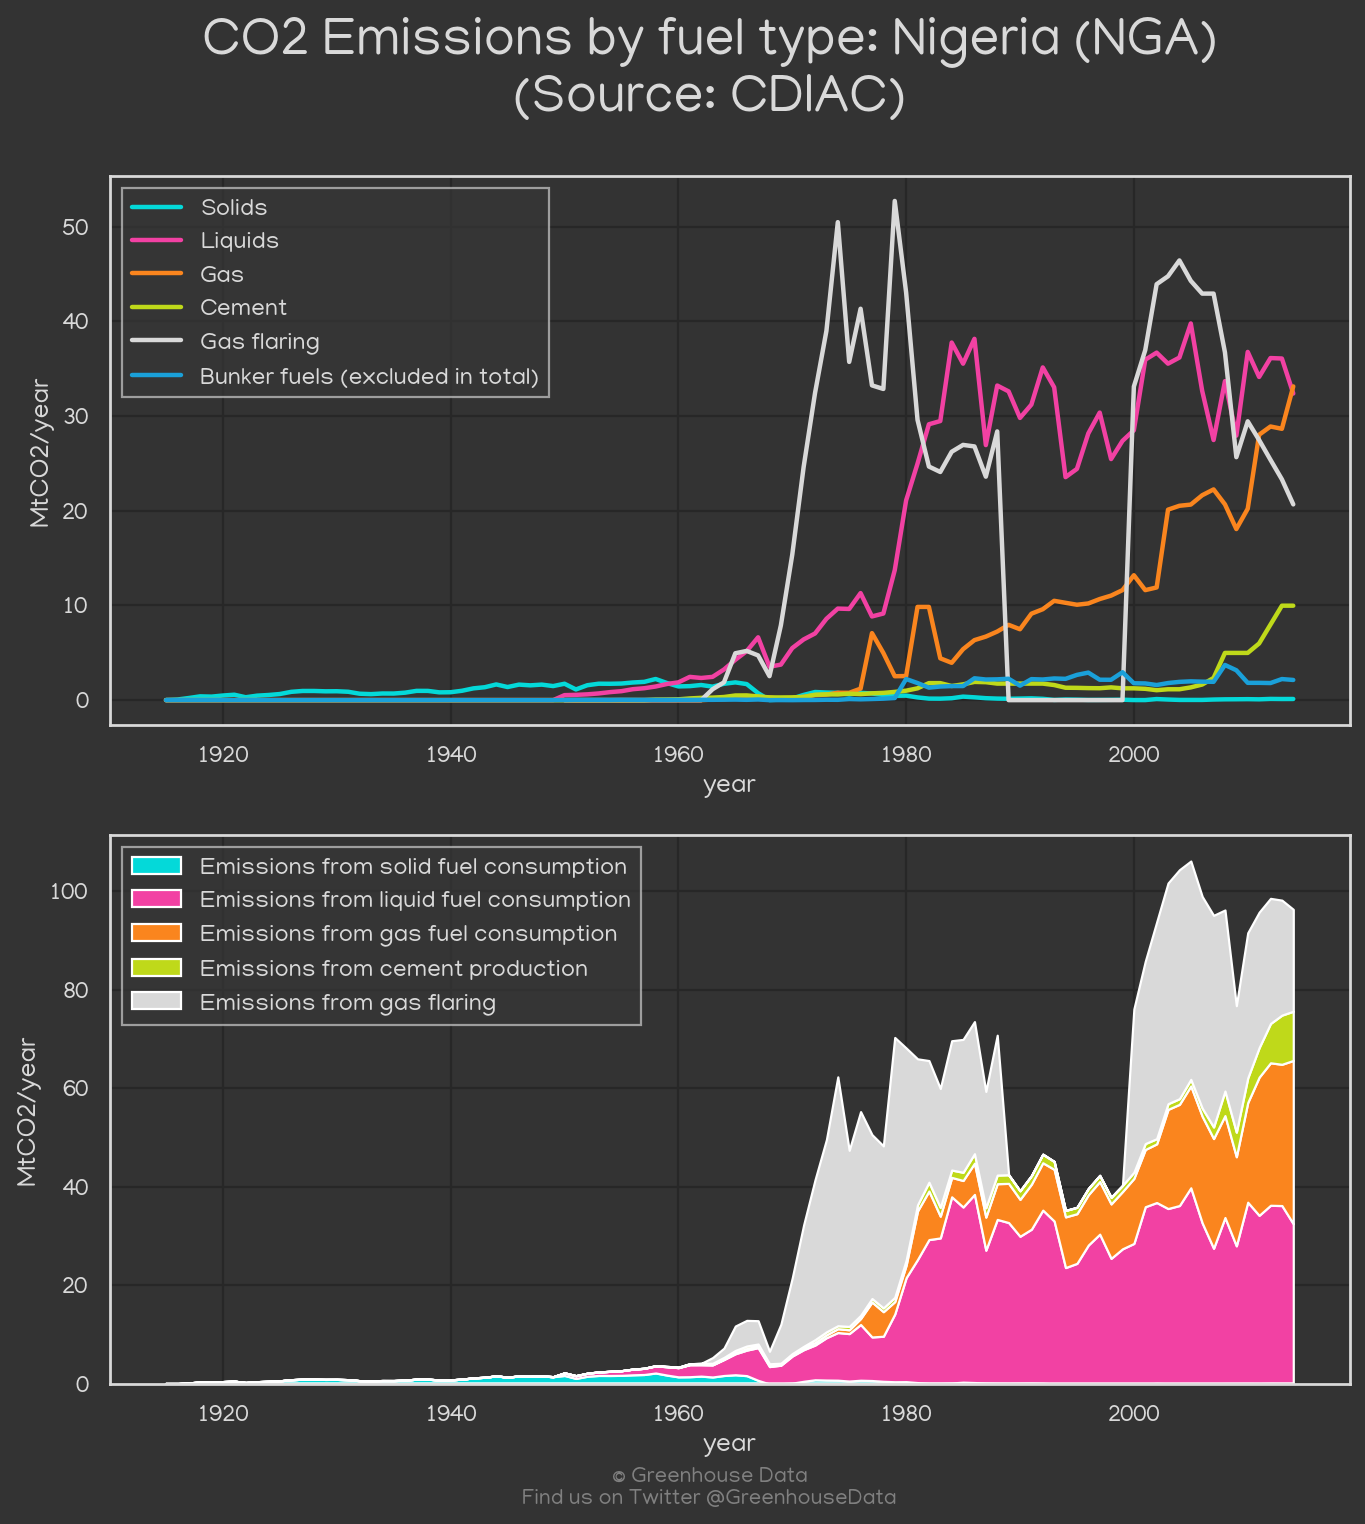 CO2 Emissions by fuel type: Nigeria (NGA)
(Source: CDIAC)
Solids
Liquids
Gas
Cement
Gas flaring
Bunker fuels (excluded in total)
MtCO2/year
50
40
30
20
10
0
1920 1940 1960 1980 2000
year
Emissions from solid fuel consumption
Emissions from liquid fuel consumption
Emissions from gas fuel consumption
Emissions from cement production
Emissions from gas flaring
MtCO2/year
100
80
60
40
20
0
1920 1940 1960 1980 2000
year
© Greenhouse Data
Find us on Twitter @GreenhouseData